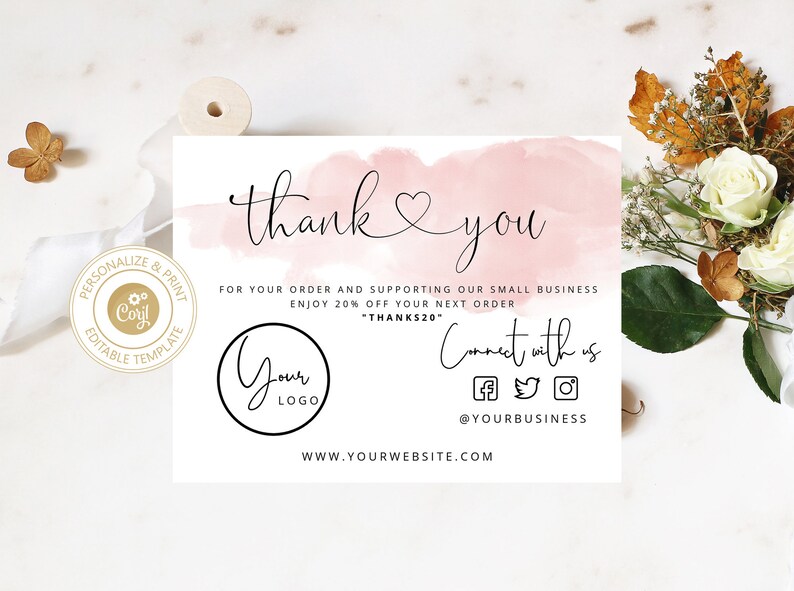 thank you
FOR YOUR ORDER AND SUPPORTING OUR SMALL BUSINESS
ENJOY 20% OFF YOUR NEXT ORDER
"THANKS20"
Your
LOGO
Connect with us
@YOURBUSINESS
WWW.YOURWEBSITE.COM
PERSONALIZE & PRINT
Corjl
EDITABLE TEMPLATE